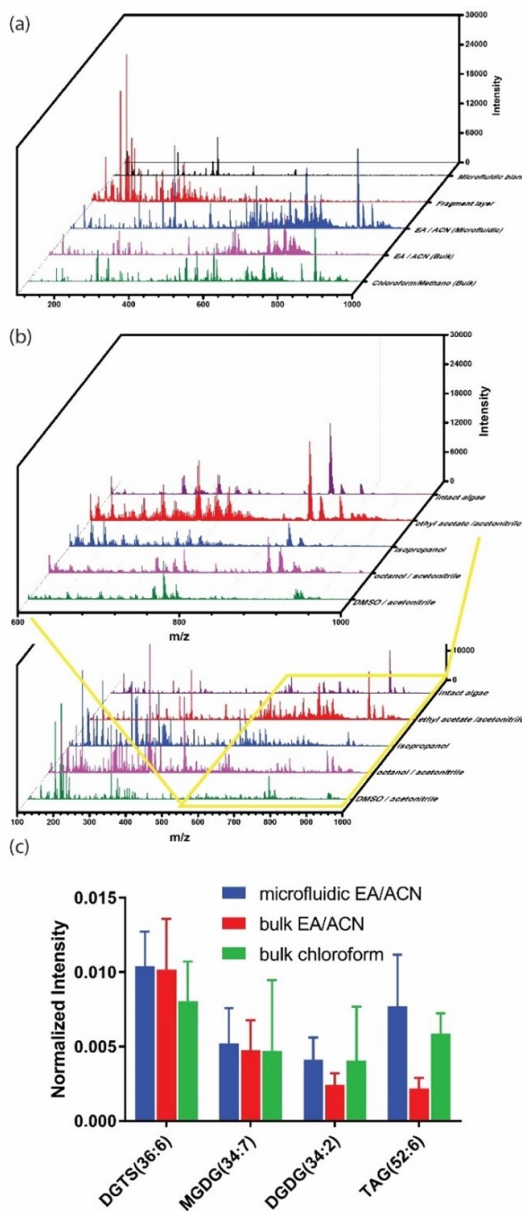 (a)
30000
24000
18000
12000
6000
0
Intensity
Microfluidic blank
Fragment layer
EA / ACN (Microfluidic)
EA / ACN (Bulk)
Chloroform/Methano (Bulk)
200 400 600 800 1000
(b)
30000
24000
18000
12000
6000
0
Intensity
intact algae
ethyl acetate /acetonitrile
isopropanol
octanol / acetonitrile
DMSO / acetonitrile
600 800 1000
m/z
10000
0
intact algae
ethyl acetate /acetonitrile
isopropanol
octanol / acetonitrile
DMSO / acetonitrile
100 200 300 400 500 600 700 800 900 1000
m/z
(c)
Normalized Intensity
0.015
0.010
0.005
0.000
microfluidic EA/ACN
bulk EA/ACN
bulk chloroform
DGTS(36:6)
MGDG(34:7)
DGDG(34:2)
TAG(52:6)